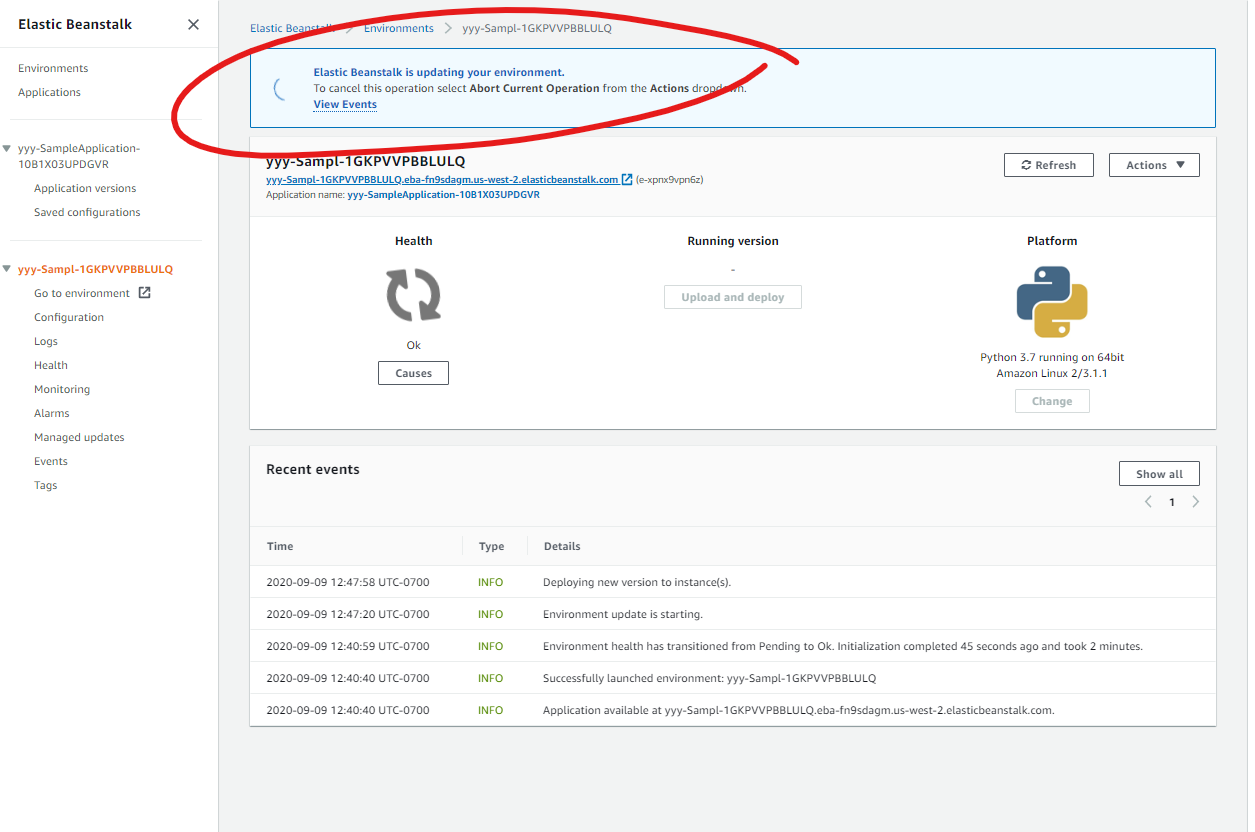 Elastic Beanstalk
Environments
Applications
yyy-SampleApplication-
10B1X03UPDGVR
Application versions
Saved configurations
yyy-Sampl-1GKPVVPBBLULQ
Go to environment
Configuration
Logs
Health
Monitoring
Alarms
Managed updates
Events
Tags
Elastic Beanstalk > Environments > yyy-Sampl-1GKPVVPBBLULQ
Elastic Beanstalk is updating your environment.
To cancel this operation select Abort Current Operation from the Actions dropdown.
View Events
yyy-Sampl-1GKPVVPBBLULQ
yyy-Sampl-1GKPVVPBBLULQ.eba-fn9sdagm.us-west-2.elasticbeanstalk.com (e-xpnx9vpn6z)
Application name: yyy-SampleApplication-10B1X03UPDGVR
Refresh
Actions
Health
Ok
Causes
Running version
-
Upload and deploy
Platform
Python 3.7 running on 64bit
Amazon Linux 2/3.1.1
Change
Recent events
Show all
< 1 >
Time Type Details
2020-09-09 12:47:58 UTC-0700 INFO Deploying new version to instance(s).
2020-09-09 12:47:20 UTC-0700 INFO Environment update is starting.
2020-09-09 12:40:59 UTC-0700 INFO Environment health has transitioned from Pending to Ok. Initialization completed 45 seconds ago and took 2 minutes.
2020-09-09 12:40:40 UTC-0700 INFO Successfully launched environment: yyy-Sampl-1GKPVVPBBLULQ
2020-09-09 12:40:40 UTC-0700 INFO Application available at yyy-Sampl-1GKPVVPBBLULQ.eba-fn9sdagm.us-west-2.elasticbeanstalk.com.